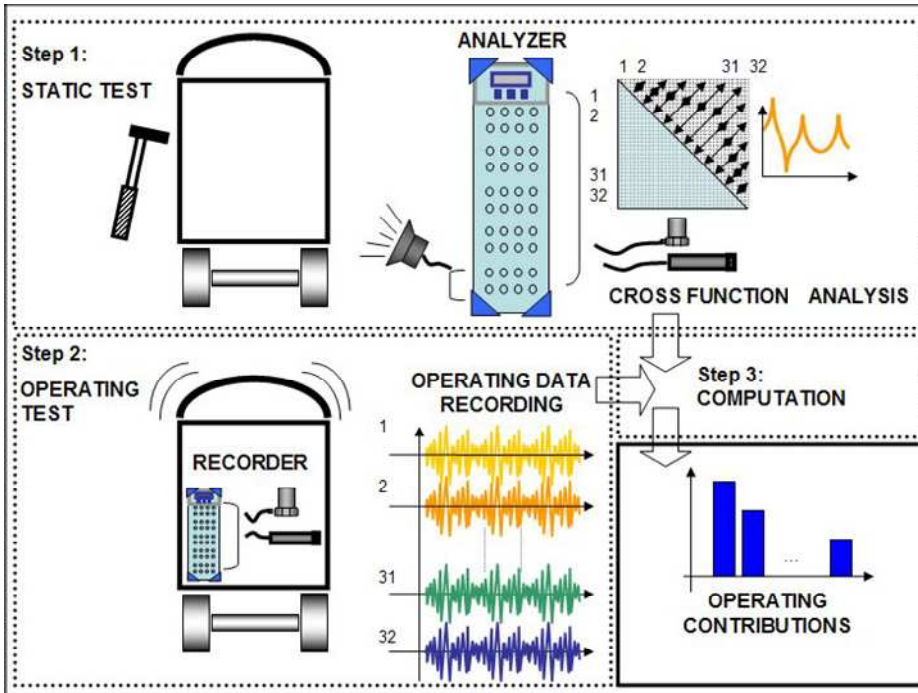 Step 1:
STATIC TEST
ANALYZER
1
2
31
32
1 2 31 32
CROSS FUNCTION ANALYSIS
Step 2:
OPERATING
TEST
RECORDER
OPERATING DATA
RECORDING
1
2
31
32
Step 3:
COMPUTATION
...
OPERATING
CONTRIBUTIONS